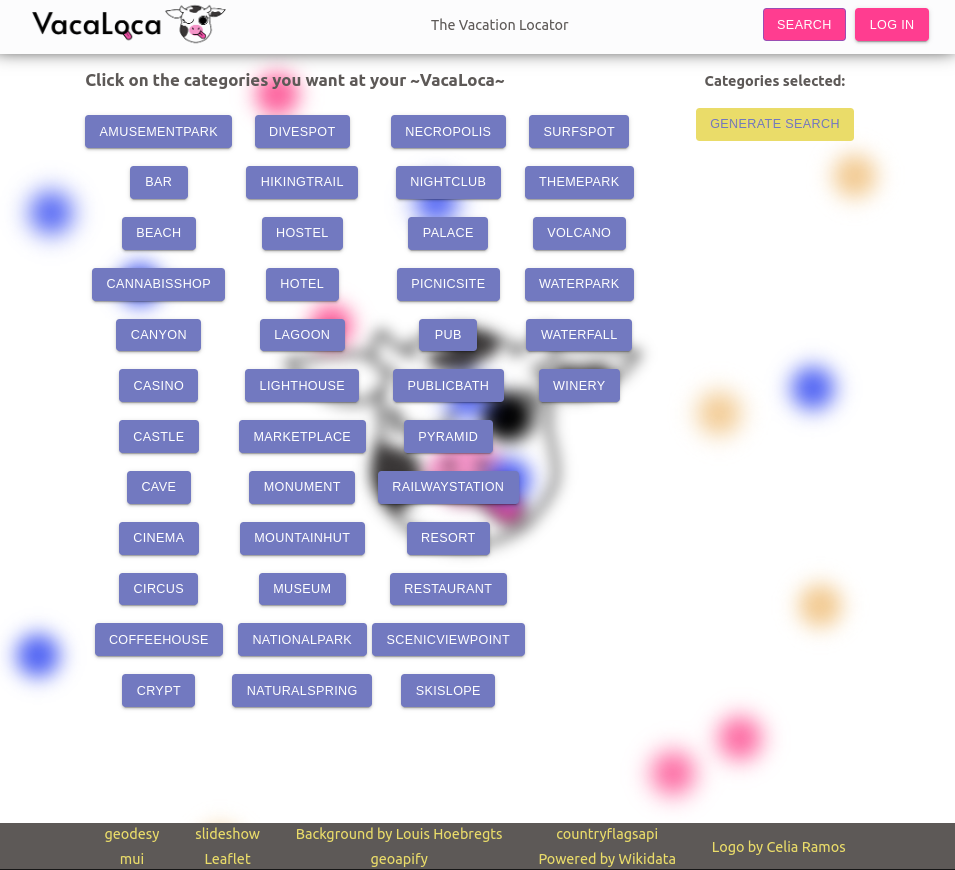 VacaLoca
The Vacation Locator
SEARCH
LOG IN
Click on the categories you want at your ~VacaLoca~
Categories selected:
GENERATE SEARCH
AMUSEMENTPARK
BAR
BEACH
CANNABISSHOP
CANYON
CASINO
CASTLE
CAVE
CINEMA
CIRCUS
COFFEEHOUSE
CRYPT
DIVESPOT
HIKINGTRAIL
HOSTEL
HOTEL
LAGOON
LIGHTHOUSE
MARKETPLACE
MONUMENT
MOUNTAINHUT
MUSEUM
NATIONALPARK
NATURALSPRING
NECROPOLIS
NIGHTCLUB
PALACE
PICNICSITE
PUB
PUBLICBATH
PYRAMID
RAILWAYSTATION
RESORT
RESTAURANT
SCENICVIEWPOINT
SKISLOPE
SURFSPOT
THEMEPARK
VOLCANO
WATERPARK
WATERFALL
WINERY
geodesy
mui
slideshow
Leaflet
Background by Louis Hoebregts
geoapify
countryflagsapi
Powered by Wikidata
Logo by Celia Ramos